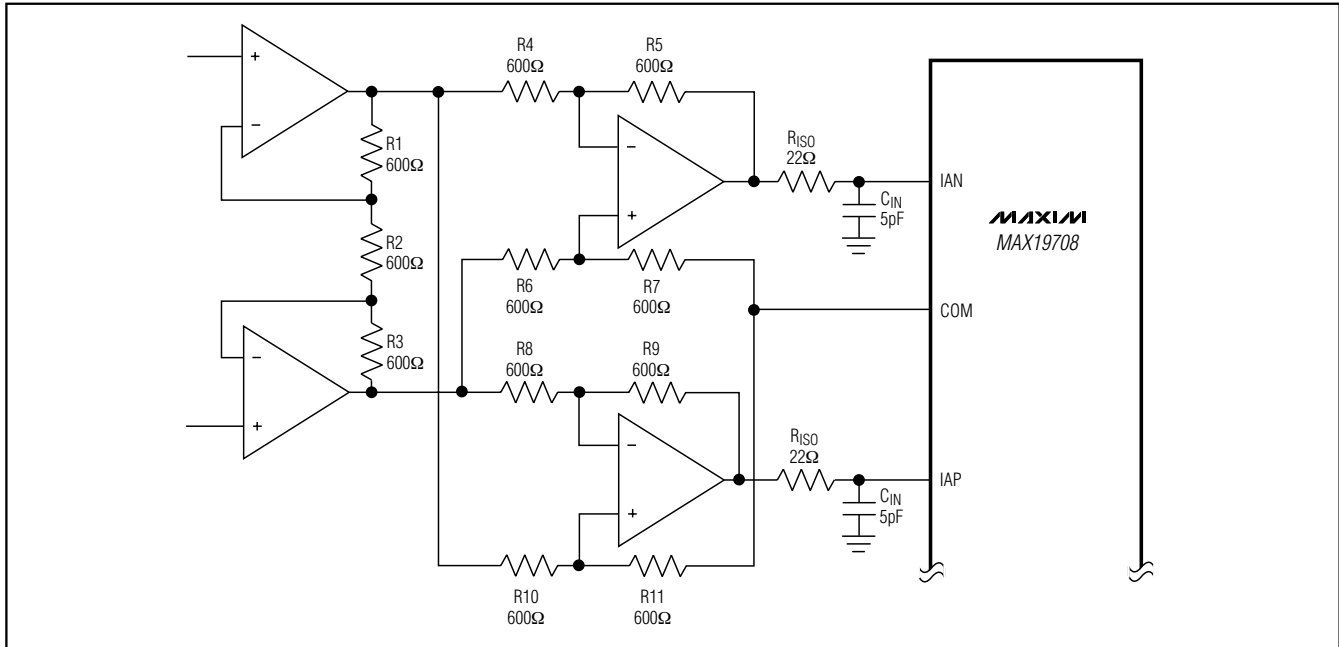 R4
600Ω
R5
600Ω
+
−
R1
600Ω
−
RISO
22Ω
IAN
CIN
5pF
MAXIM
MAX19708
+
R2
600Ω
R6
600Ω
R7
600Ω
COM
R3
600Ω
−
+
R8
600Ω
R9
600Ω
−
RISO
22Ω
IAP
CIN
5pF
+
R10
600Ω
R11
600Ω